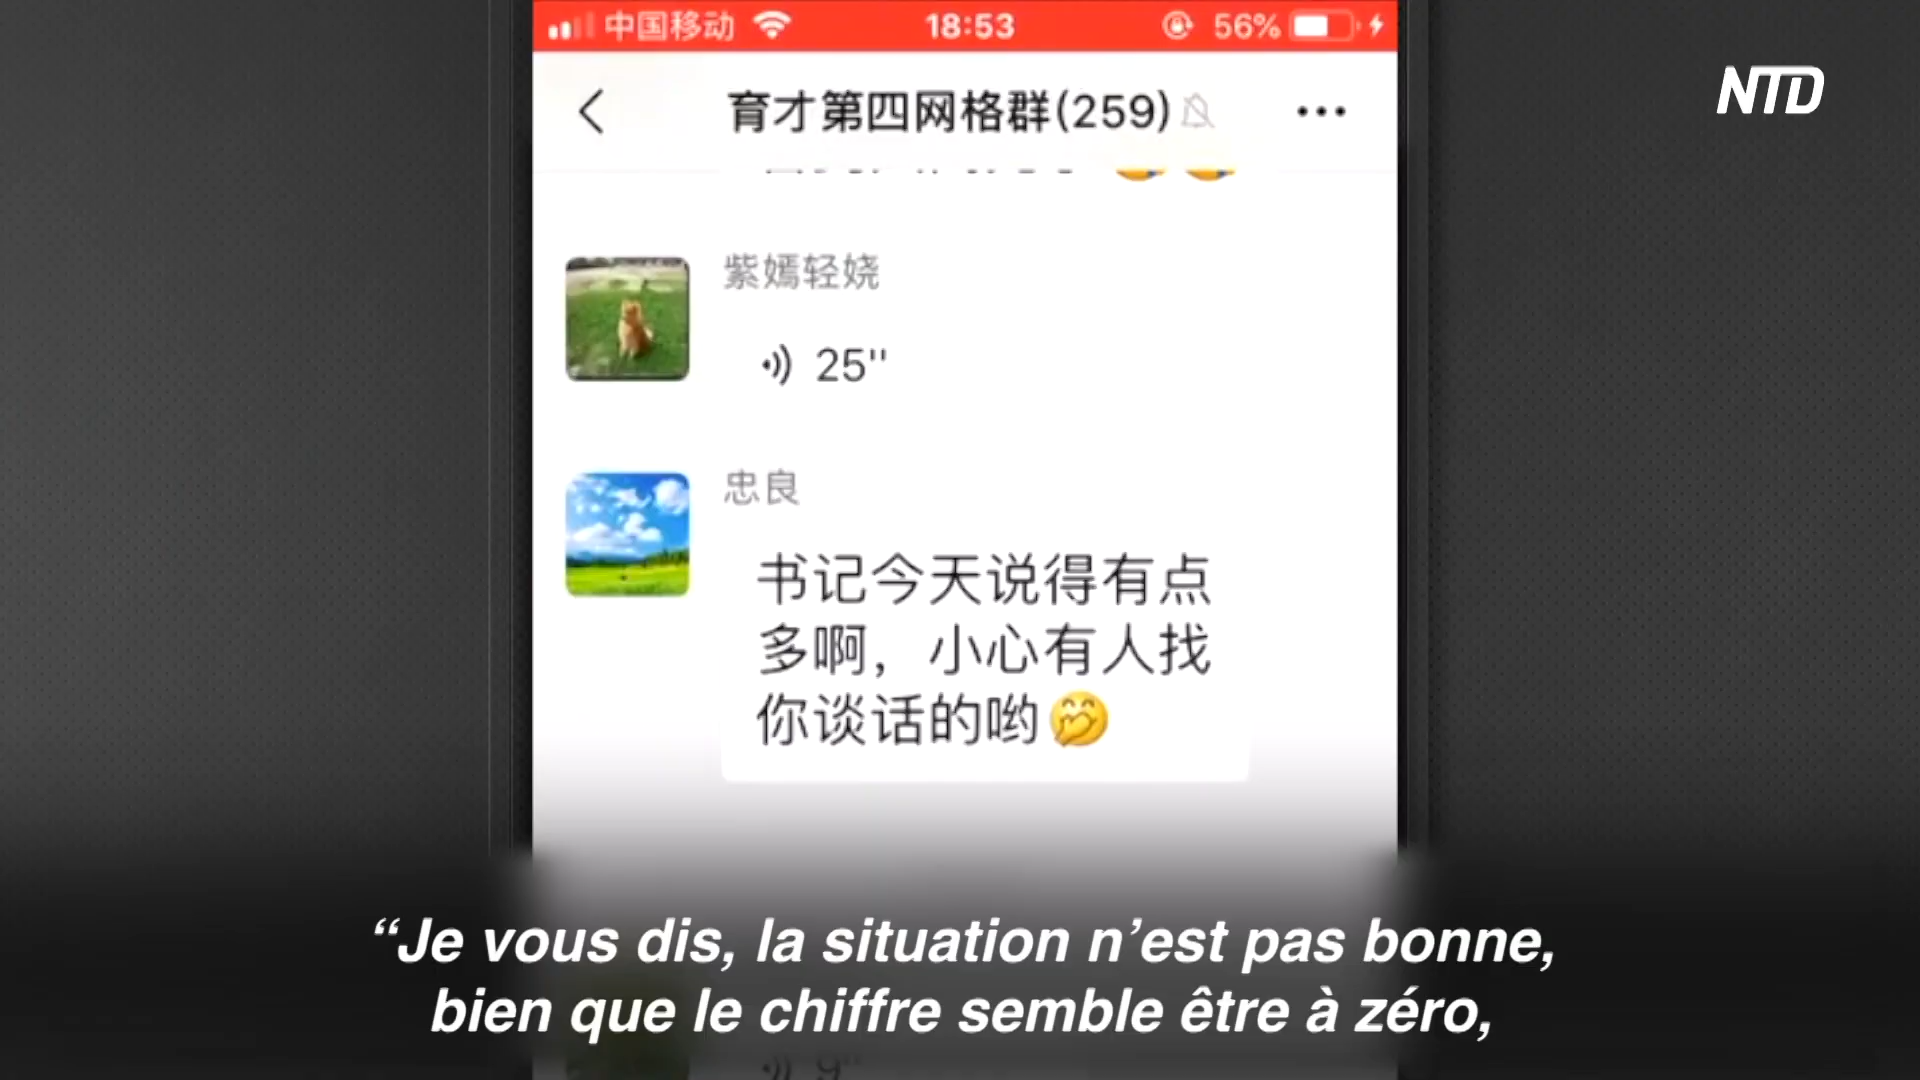 中国移动 18:53 56%
NTD
育才第四网格群(259)
紫嫣轻娆
25''
忠良
书记今天说得有点
多啊，小心有人找
你谈话的哟🤭
“Je vous dis, la situation n’est pas bonne,
bien que le chiffre semble être à zéro,
9''